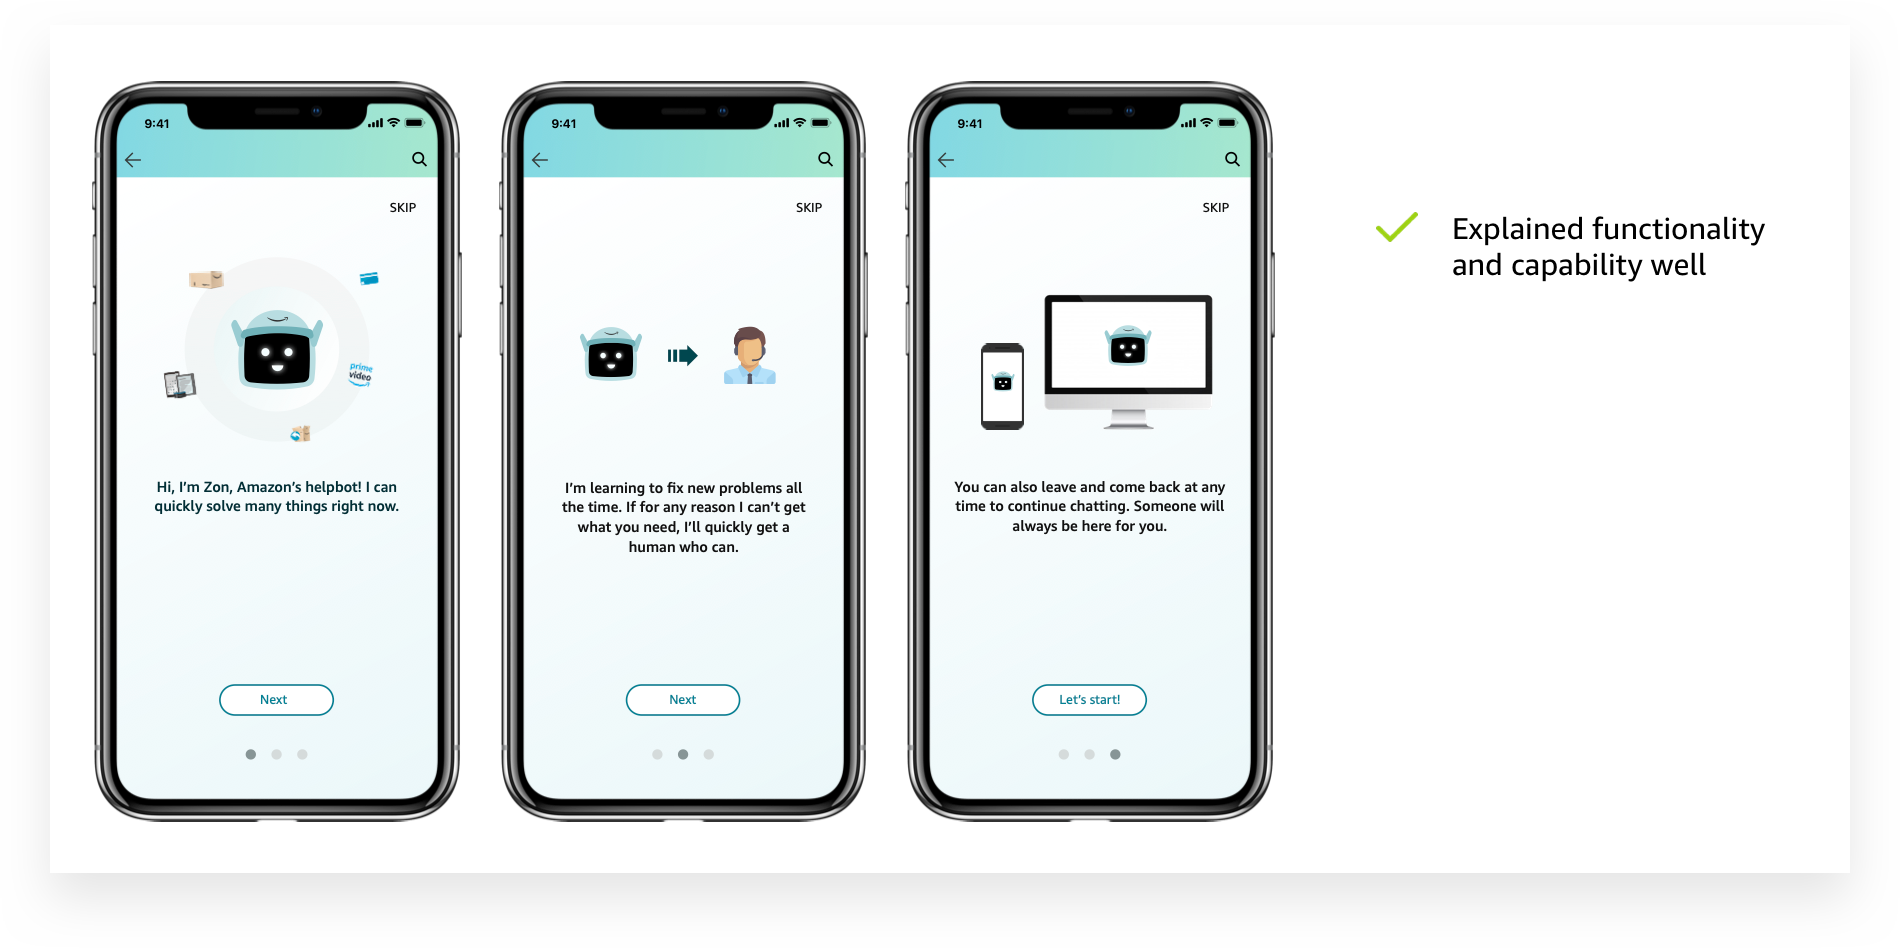 9:41
SKIP
prime
video
Hi, I'm Zon, Amazon's helpbot! I can
quickly solve many things right now.
Next
9:41
SKIP
I'm learning to fix new problems all
the time. If for any reason I can't get
what you need, I'll quickly get a
human who can.
Next
9:41
SKIP
You can also leave and come back at any
time to continue chatting. Someone will
always be here for you.
Let's start!
Explained functionality
and capability well